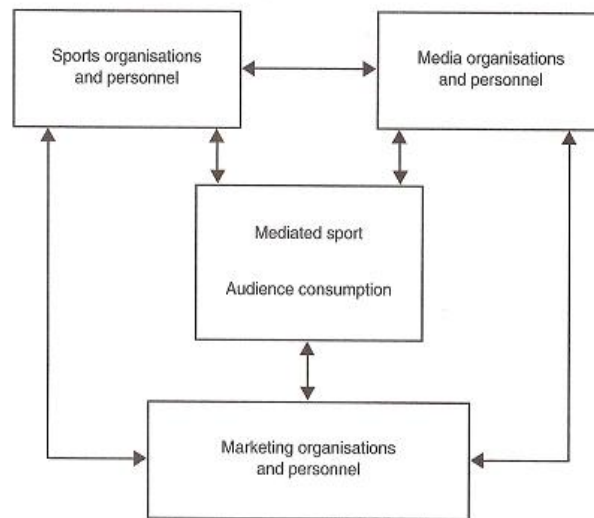 Sports organisations
and personnel
Media organisations
and personnel
Mediated sport
Audience consumption
Marketing organisations
and personnel